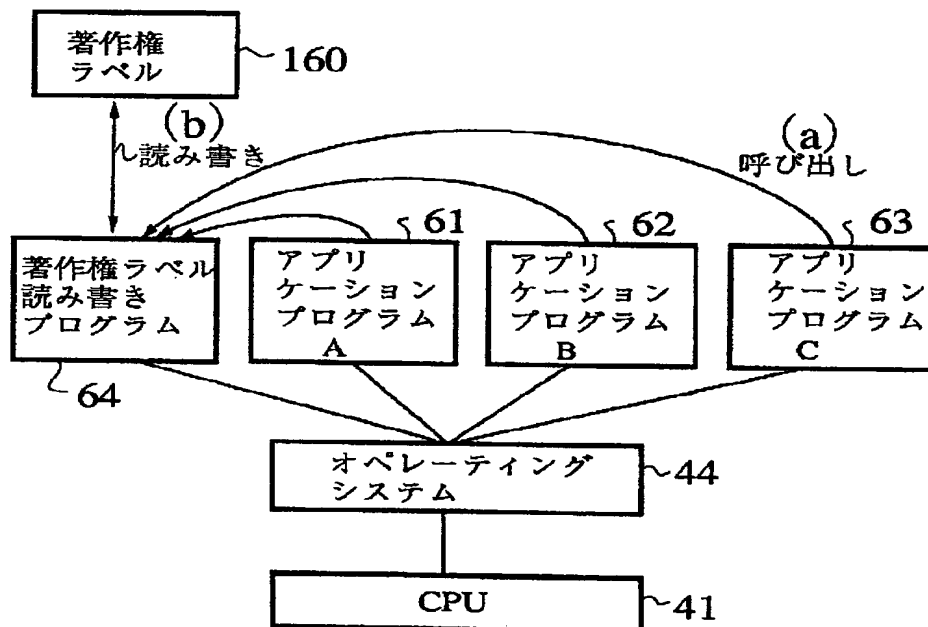 著作権
ラベル
160
(b)
読み書き
(a)
呼び出し
61
62
63
著作権ラベル
読み書き
プログラム
アプリ
ケーション
プログラム
A
アプリ
ケーション
プログラム
B
アプリ
ケーション
プログラム
C
64
オペレーティング
システム
44
CPU
41